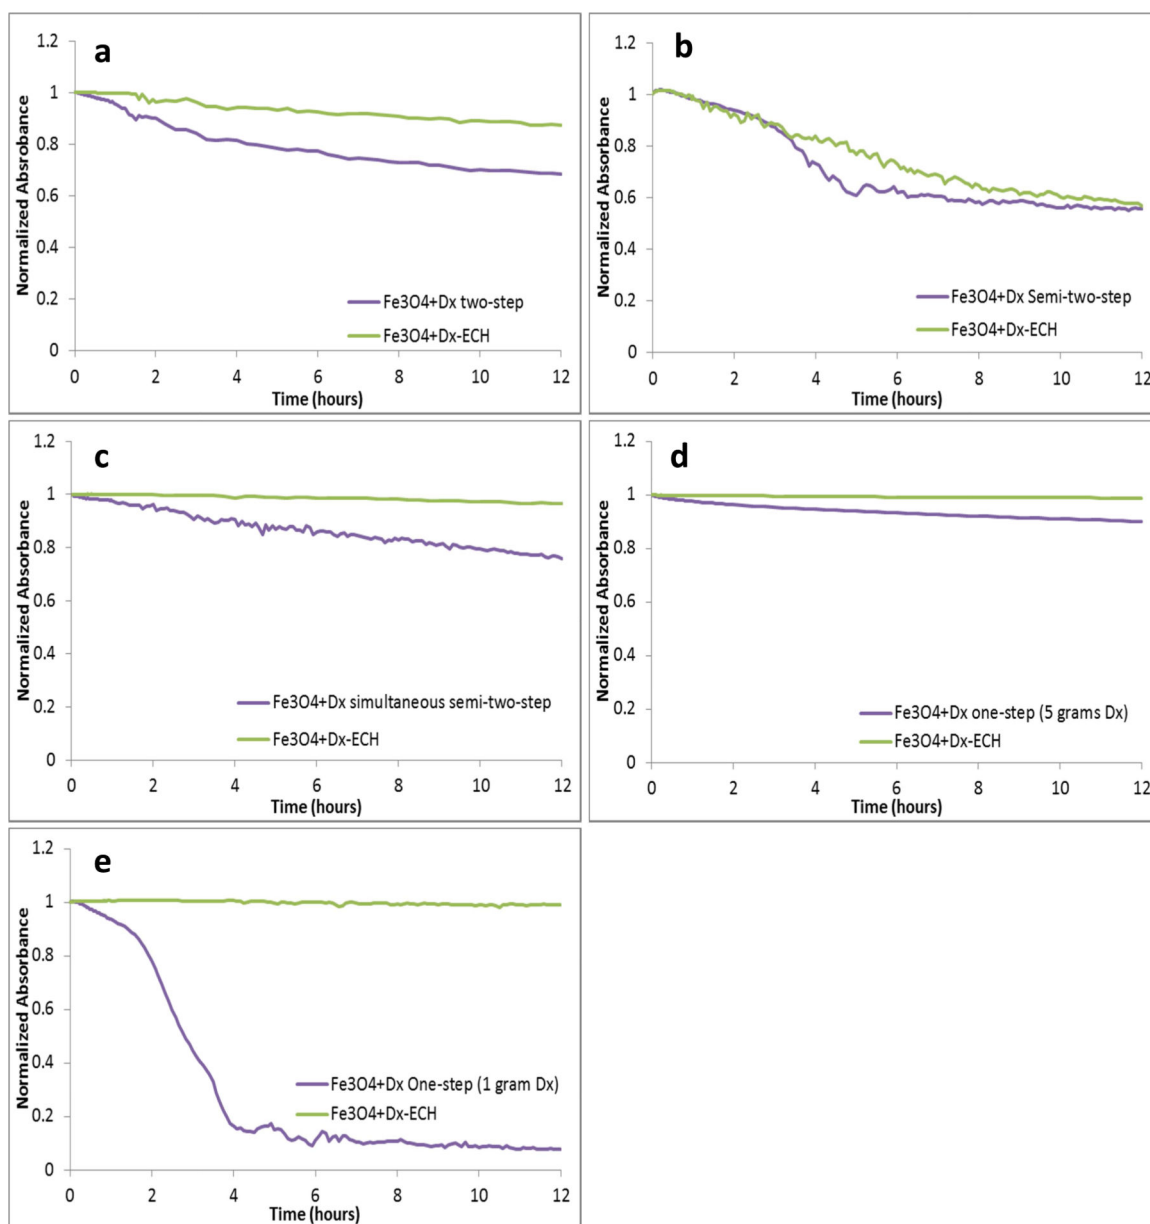 a
Normalized Absrobance
1.2
1
0.8
0.6
0.4
0.2
0
Fe3O4+Dx two-step
Fe3O4+Dx-ECH
0 2 4 6 8 10 12
Time (hours)
b
Normalized Absorbance
1.2
1
0.8
0.6
0.4
0.2
0
Fe3O4+Dx Semi-two-step
Fe3O4+Dx-ECH
0 2 4 6 8 10 12
Time (hours)
c
Normalized Absorbance
1.2
1
0.8
0.6
0.4
0.2
0
Fe3O4+Dx simultaneous semi-two-step
Fe3O4+Dx-ECH
0 2 4 6 8 10 12
Time (hours)
d
Normalized Absorbance
1.2
1
0.8
0.6
0.4
0.2
0
Fe3O4+Dx one-step (5 grams Dx)
Fe3O4+Dx-ECH
0 2 4 6 8 10 12
Time (hours)
e
Normalized Absorbance
1.2
1
0.8
0.6
0.4
0.2
0
Fe3O4+Dx One-step (1 gram Dx)
Fe3O4+Dx-ECH
0 2 4 6 8 10 12
Time (hours)